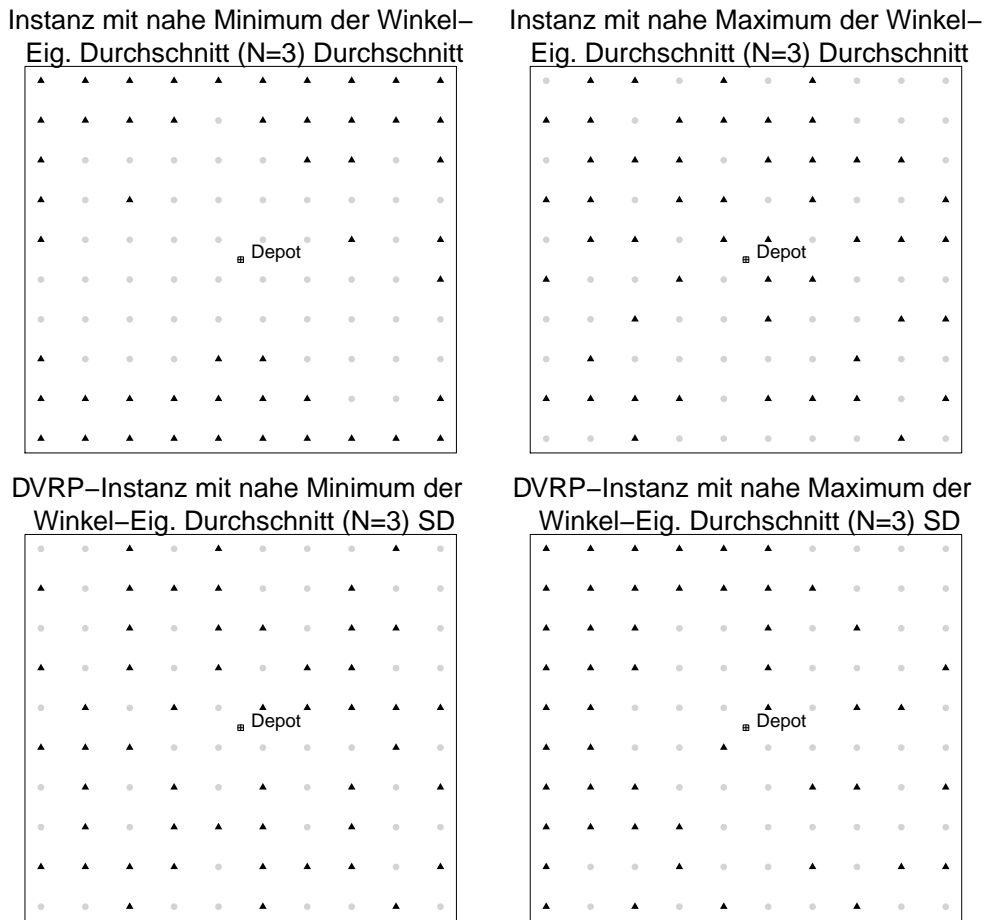 Instanz mit nahe Minimum der Winkel−
Eig. Durchschnitt (N=3) Durchschnitt
Depot
Instanz mit nahe Maximum der Winkel−
Eig. Durchschnitt (N=3) Durchschnitt
Depot
DVRP−Instanz mit nahe Minimum der
Winkel−Eig. Durchschnitt (N=3) SD
Depot
DVRP−Instanz mit nahe Maximum der
Winkel−Eig. Durchschnitt (N=3) SD
Depot